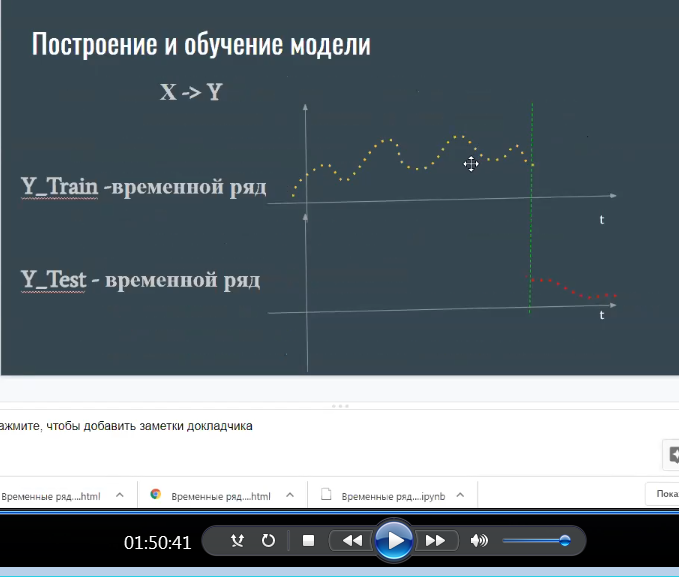 Построение и обучение модели
X -> Y
Y_Train -временной ряд
t
Y_Test - временной ряд
t
ажмите, чтобы добавить заметки докладчика
Временные ряд....html
Временные ряд....html
Временные ряд....ipynb
Пока
01:50:41